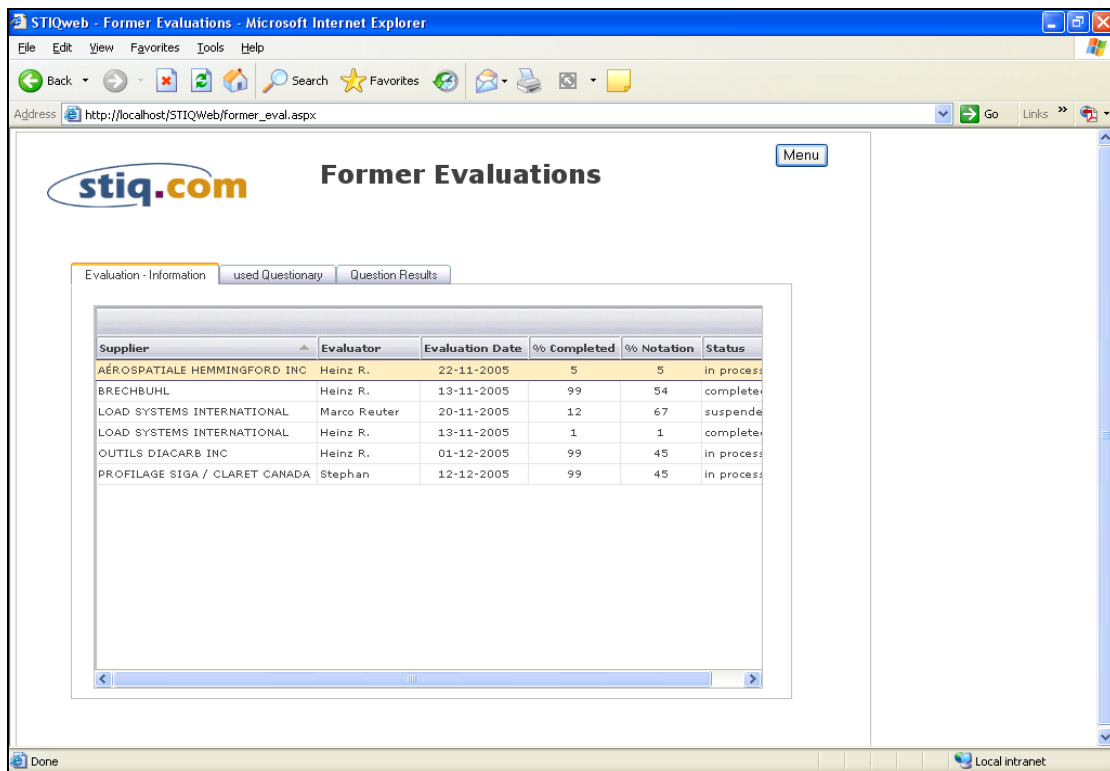 STIQweb - Former Evaluations - Microsoft Internet Explorer
File Edit View Favorites Tools Help
Back Search Favorites
Address http://localhost/STIQWeb/former_eval.aspx Go Links »
Menu
stiq.com Former Evaluations
Evaluation - Information used Questionary Question Results
Supplier Evaluator Evaluation Date % Completed % Notation Status
AÉROSPATIALE HEMMINGFORD INC Heinz R. 22-11-2005 5 5 in process
BRECHBUHL Heinz R. 13-11-2005 99 54 complete
LOAD SYSTEMS INTERNATIONAL Marco Reuter 20-11-2005 12 67 suspende
LOAD SYSTEMS INTERNATIONAL Heinz R. 13-11-2005 1 1 complete
OUTILS DIACARB INC Heinz R. 01-12-2005 99 45 in process
PROFILAGE SIGA / CLARET CANADA Stephan 12-12-2005 99 45 in process
Done Local intranet